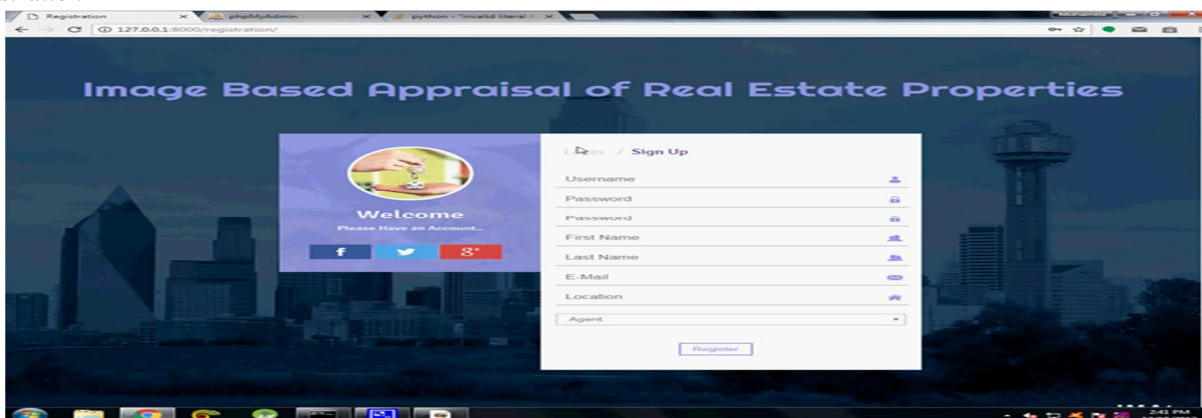 Registration
phpMyAdmin
python - "invalid literal f
127.0.0.1:8000/registration/
Image Based Appraisal of Real Estate Properties
/ Sign Up
Username
Password
Password
First Name
Last Name
E-Mail
Location
Agent
Register
Welcome
Please Have an Account...
f
8+
2:41 PM